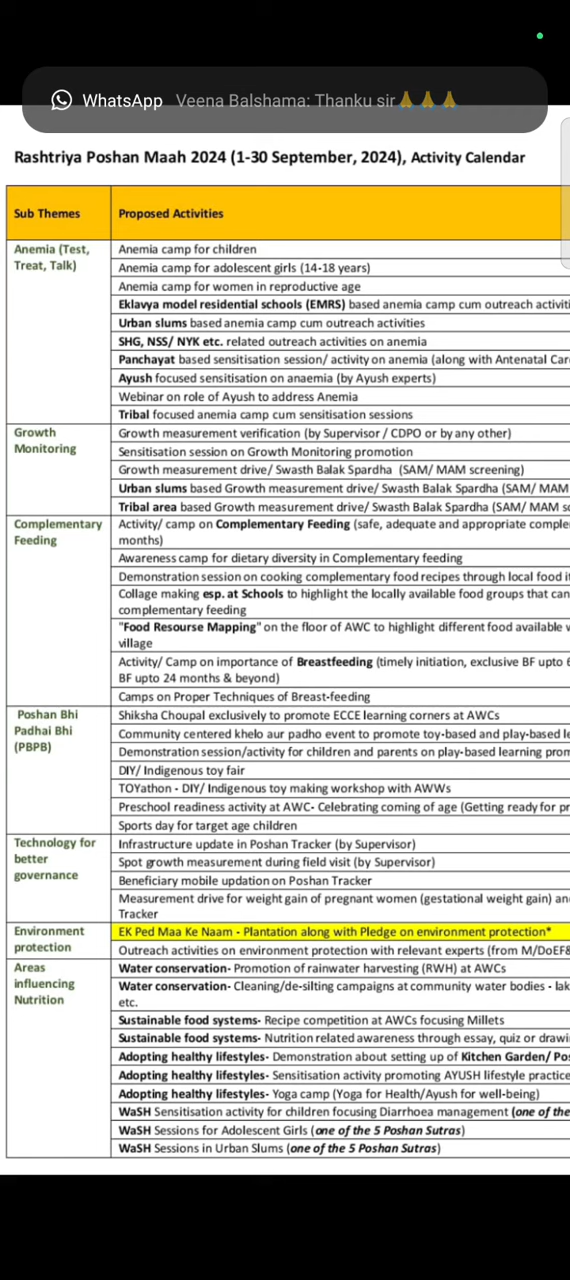 WhatsApp Veena Balshama: Thanku sir🙏🙏🙏
Rashtriya Poshan Maah 2024 (1-30 September, 2024), Activity Calendar
Sub Themes
Proposed Activities
Anemia (Test,
Treat, Talk)
Anemia camp for children
Anemia camp for adolescent girls (14-18 years)
Anemia camp for women in reproductive age
Eklavya model residential schools (EMRS) based anemia camp cum outreach activiti
Urban slums based anemia camp cum outreach activities
SHG, NSS/ NYK etc. related outreach activities on anemia
Panchayat based sensitisation session/ activity on anemia (along with Antenatal Car
Ayush focused sensitisation on anaemia (by Ayush experts)
Webinar on role of Ayush to address Anemia
Tribal focused anemia camp cum sensitisation sessions
Growth
Monitoring
Growth measurement verification (by Supervisor / CDPO or by any other)
Sensitisation session on Growth Monitoring promotion
Growth measurement drive/ Swasth Balak Spardha (SAM/ MAM screening)
Urban slums based Growth measurement drive/ Swasth Balak Spardha (SAM/ MAM
Tribal area based Growth measurement drive/ Swasth Balak Spardha (SAM/ MAM sc
Complementary
Feeding
Activity/ camp on Complementary Feeding (safe, adequate and appropriate comple
months)
Awareness camp for dietary diversity in Complementary feeding
Demonstration session on cooking complementary food recipes through local food it
Collage making esp. at Schools to highlight the locally available food groups that can
complementary feeding
"Food Resourse Mapping" on the floor of AWC to highlight different food available w
village
Activity/ Camp on importance of Breastfeeding (timely initiation, exclusive BF upto 6
BF upto 24 months & beyond)
Camps on Proper Techniques of Breast-feeding
Poshan Bhi
Padhai Bhi
(PBPB)
Shiksha Choupal exclusively to promote ECCE learning corners at AWCs
Community centered khelo aur padho event to promote toy-based and play-based le
Demonstration session/activity for children and parents on play-based learning prom
DIY/ Indigenous toy fair
TOYathon - DIY/ Indigenous toy making workshop with AWWs
Preschool readiness activity at AWC- Celebrating coming of age (Getting ready for pr
Sports day for target age children
Technology for
better
governance
Infrastructure update in Poshan Tracker (by Supervisor)
Spot growth measurement during field visit (by Supervisor)
Beneficiary mobile updation on Poshan Tracker
Measurement drive for weight gain of pregnant women (gestational weight gain) an
Tracker
Environment
protection
EK Ped Maa Ke Naam - Plantation along with Pledge on environment protection*
Outreach activities on environment protection with relevant experts (from M/DoEF&
Areas
influencing
Nutrition
Water conservation- Promotion of rainwater harvesting (RWH) at AWCs
Water conservation- Cleaning/de-silting campaigns at community water bodies - lak
etc.
Sustainable food systems- Recipe competition at AWCs focusing Millets
Sustainable food systems- Nutrition related awareness through essay, quiz or drawi
Adopting healthy lifestyles- Demonstration about setting up of Kitchen Garden/ Pos
Adopting healthy lifestyles- Sensitisation activity promoting AYUSH lifestyle practice
Adopting healthy lifestyles- Yoga camp (Yoga for Health/Ayush for well-being)
WaSH Sensitisation activity for children focusing Diarrhoea management (one of the
WaSH Sessions for Adolescent Girls (one of the 5 Poshan Sutras)
WaSH Sessions in Urban Slums (one of the 5 Poshan Sutras)